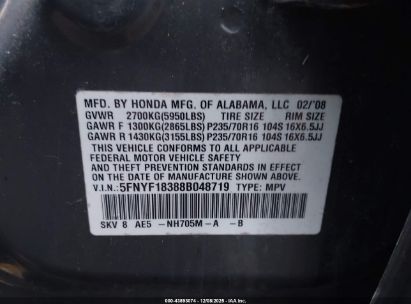 MFD. BY HONDA MFG. OF ALABAMA, LLC 02/'08
GVWR 2700KG(5950LBS) TIRE SIZE RIM SIZE
GAWR F 1300KG(2865LBS) P235/70R16 104S 16X6.5JJ
GAWR R 1430KG(3155LBS) P235/70R16 104S 16X6.5JJ
THIS VEHICLE CONFORMS TO ALL APPLICABLE
FEDERAL MOTOR VEHICLE SAFETY
AND THEFT PREVENTION STANDARDS IN EFFECT
ON THE DATE OF MANUFACTURE SHOWN ABOVE.
V.I.N.: 5FNYF18388B048719 TYPE: MPV
SKV 8 AE5 -NH705M-A -B